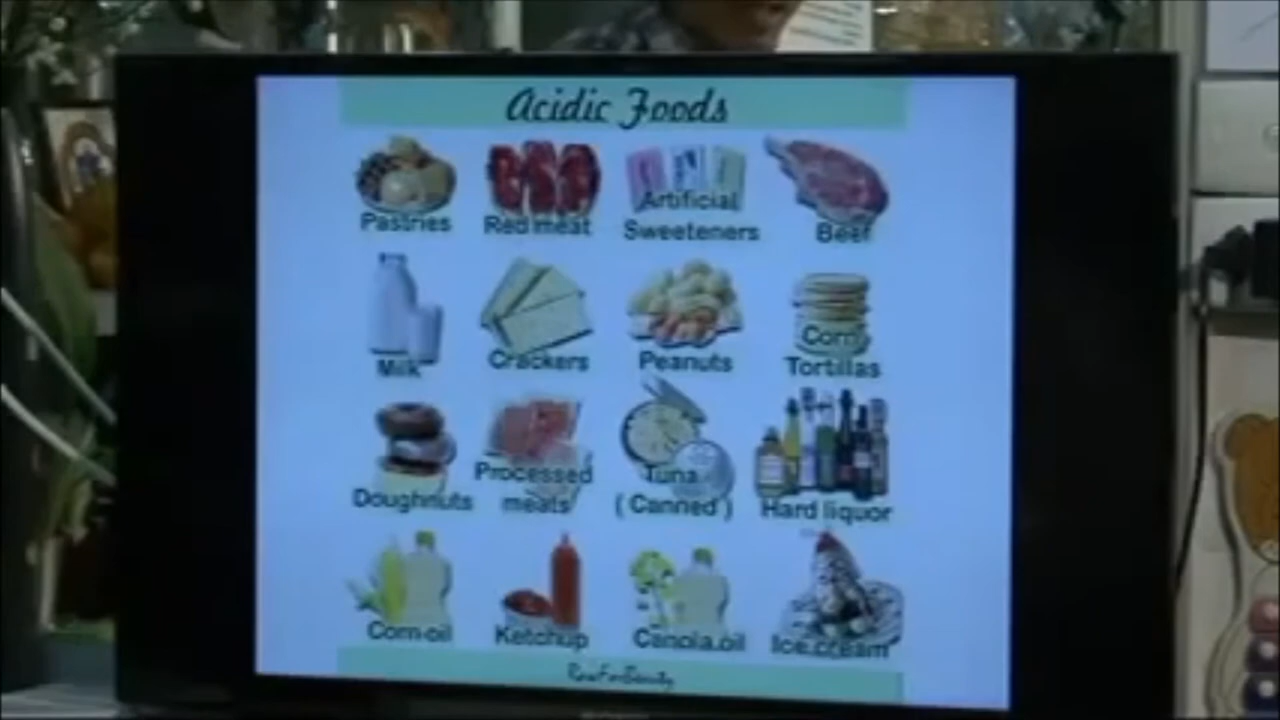 Acidic Foods
Pastries
Red meat
Artificial
Sweeteners
Beef
Milk
Crackers
Peanuts
Corn
Tortillas
Doughnuts
Processed
meats
Tuna
(Canned)
Hard liquor
Corn oil
Ketchup
Canola oil
Ice cream